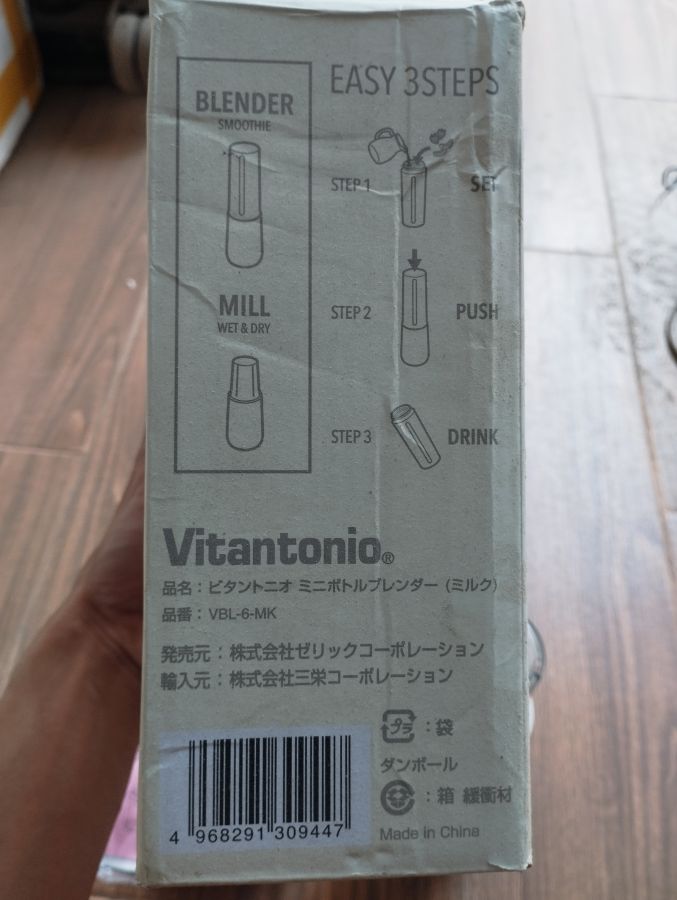 BLENDER
SMOOTHIE
MILL
WET & DRY
EASY 3STEPS
STEP 1 SET
STEP 2 PUSH
STEP 3 DRINK
Vitantonio®
品名：ビタントニオ ミニボトルブレンダー (ミルク)
品番：VBL-6-MK
発売元：株式会社ゼリックコーポレーション
輸入元：株式会社三栄コーポレーション
プラ：袋
ダンボール
：箱 緩衝材
Made in China
4 968291 309447